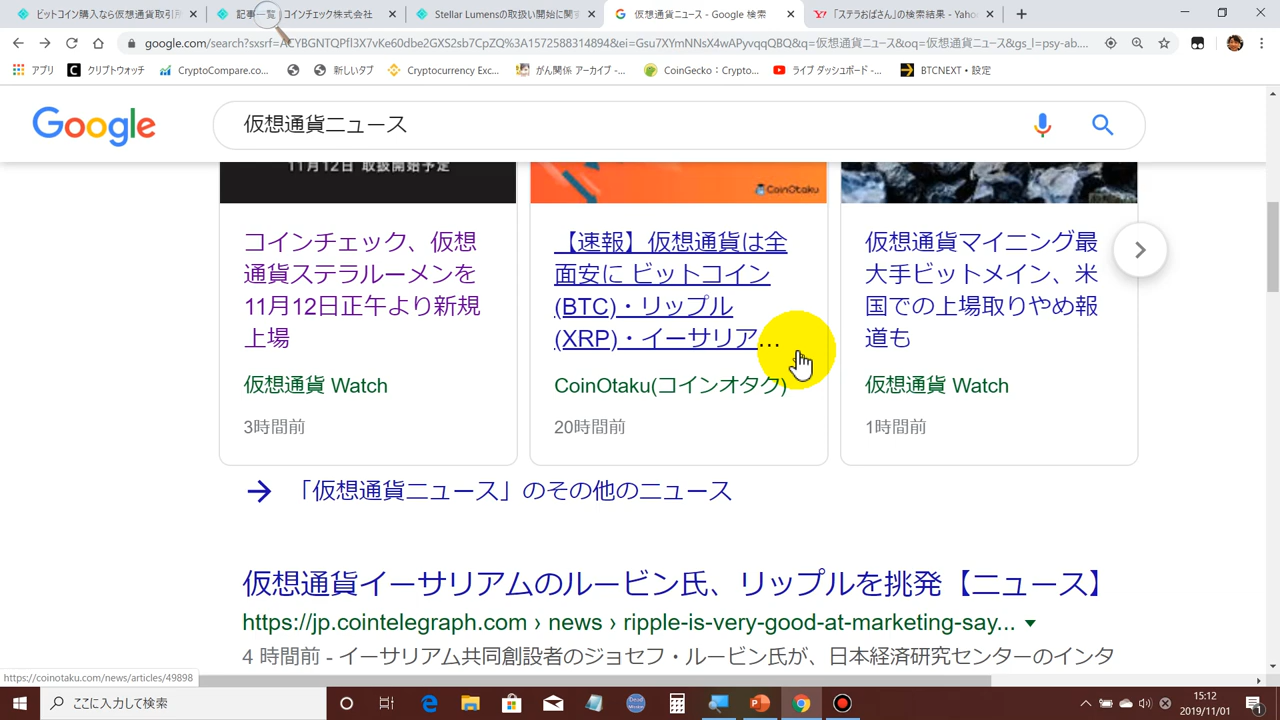 ビットコイン購入なら仮想通貨取引所
記事一覧 | コインチェック株式会社
Stellar Lumensの取扱い開始に関す
仮想通貨ニュース - Google 検索
「ステラおばさん」の検索結果 - Yaho
google.com/search?sxsrf=ACYBGNTQPfl3X7vKe60dbe2GXS2sb7CpZQ%3A1572588314894&ei=Gsu7XYmNNsX4wAPyvqqQBQ&q=仮想通貨ニュース&oq=仮想通貨ニュース&gs_l=psy-ab....
アプリ
クリプトウォッチ
CryptoCompare.co...
新しいタブ
Cryptocurrency Exc...
がん関係 アーカイブ -...
CoinGecko：Crypto...
ライブ ダッシュボード -...
BTCNEXT・設定
Google
仮想通貨ニュース
11月12日 取扱開始予定
CoinOtaku
コインチェック、仮想
通貨ステラルーメンを
11月12日正午より新規
上場
仮想通貨 Watch
3時間前
【速報】仮想通貨は全
面安に ビットコイン
(BTC)・リップル
(XRP)・イーサリア...
CoinOtaku(コインオタク)
20時間前
仮想通貨マイニング最
大手ビットメイン、米
国での上場取りやめ報
道も
仮想通貨 Watch
1時間前
「仮想通貨ニュース」のその他のニュース
仮想通貨イーサリアムのルービン氏、リップルを挑発【ニュース】
https://jp.cointelegraph.com › news › ripple-is-very-good-at-marketing-say...
4 時間前 - イーサリアム共同創設者のジョセフ・ルービン氏が、日本経済研究センターのインタ
https://coinotaku.com/news/articles/49898
ここに入力して検索
15:12
2019/11/01